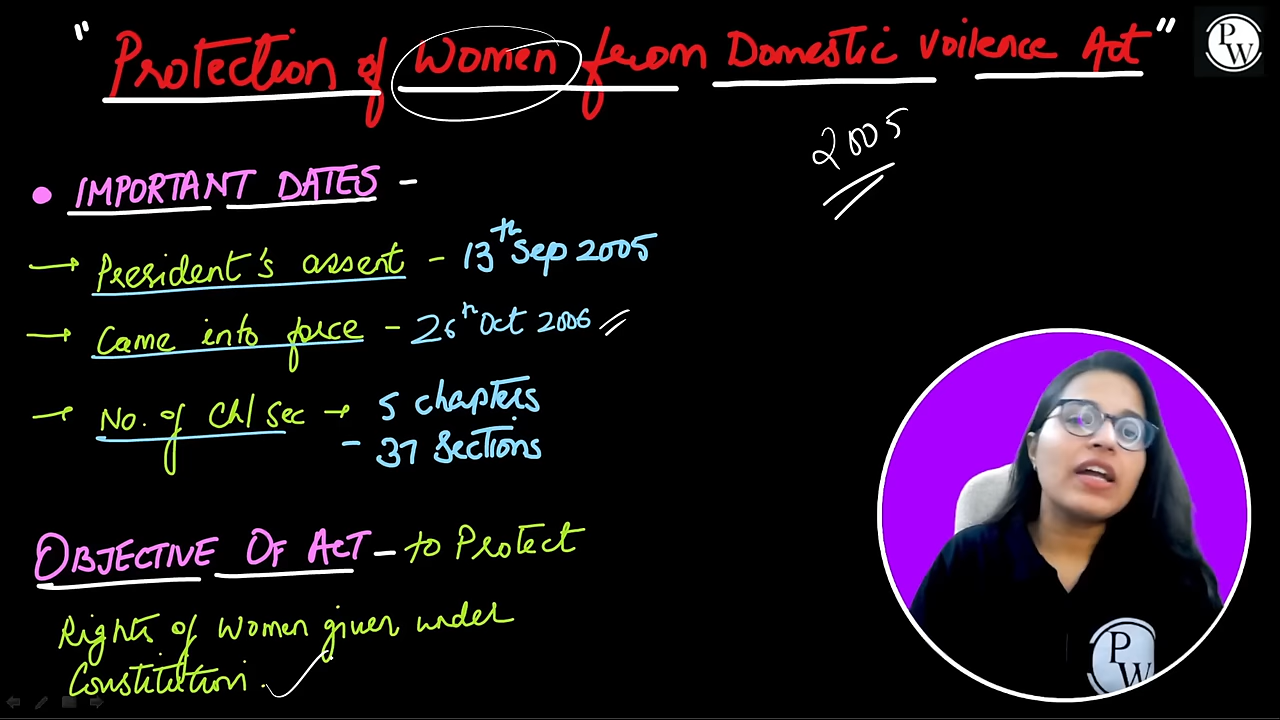 " Protection of Women from Domestic Voilence Act "
PW
2005
• IMPORTANT DATES -
→ President's assent - 13th Sep 2005
→ Came into force - 26th Oct 2006
→ No. of Ch/Sec → 5 chapters
- 37 Sections
OBJECTIVE OF ACT - to Protect
Rights of Women given under
Constitution.
PW